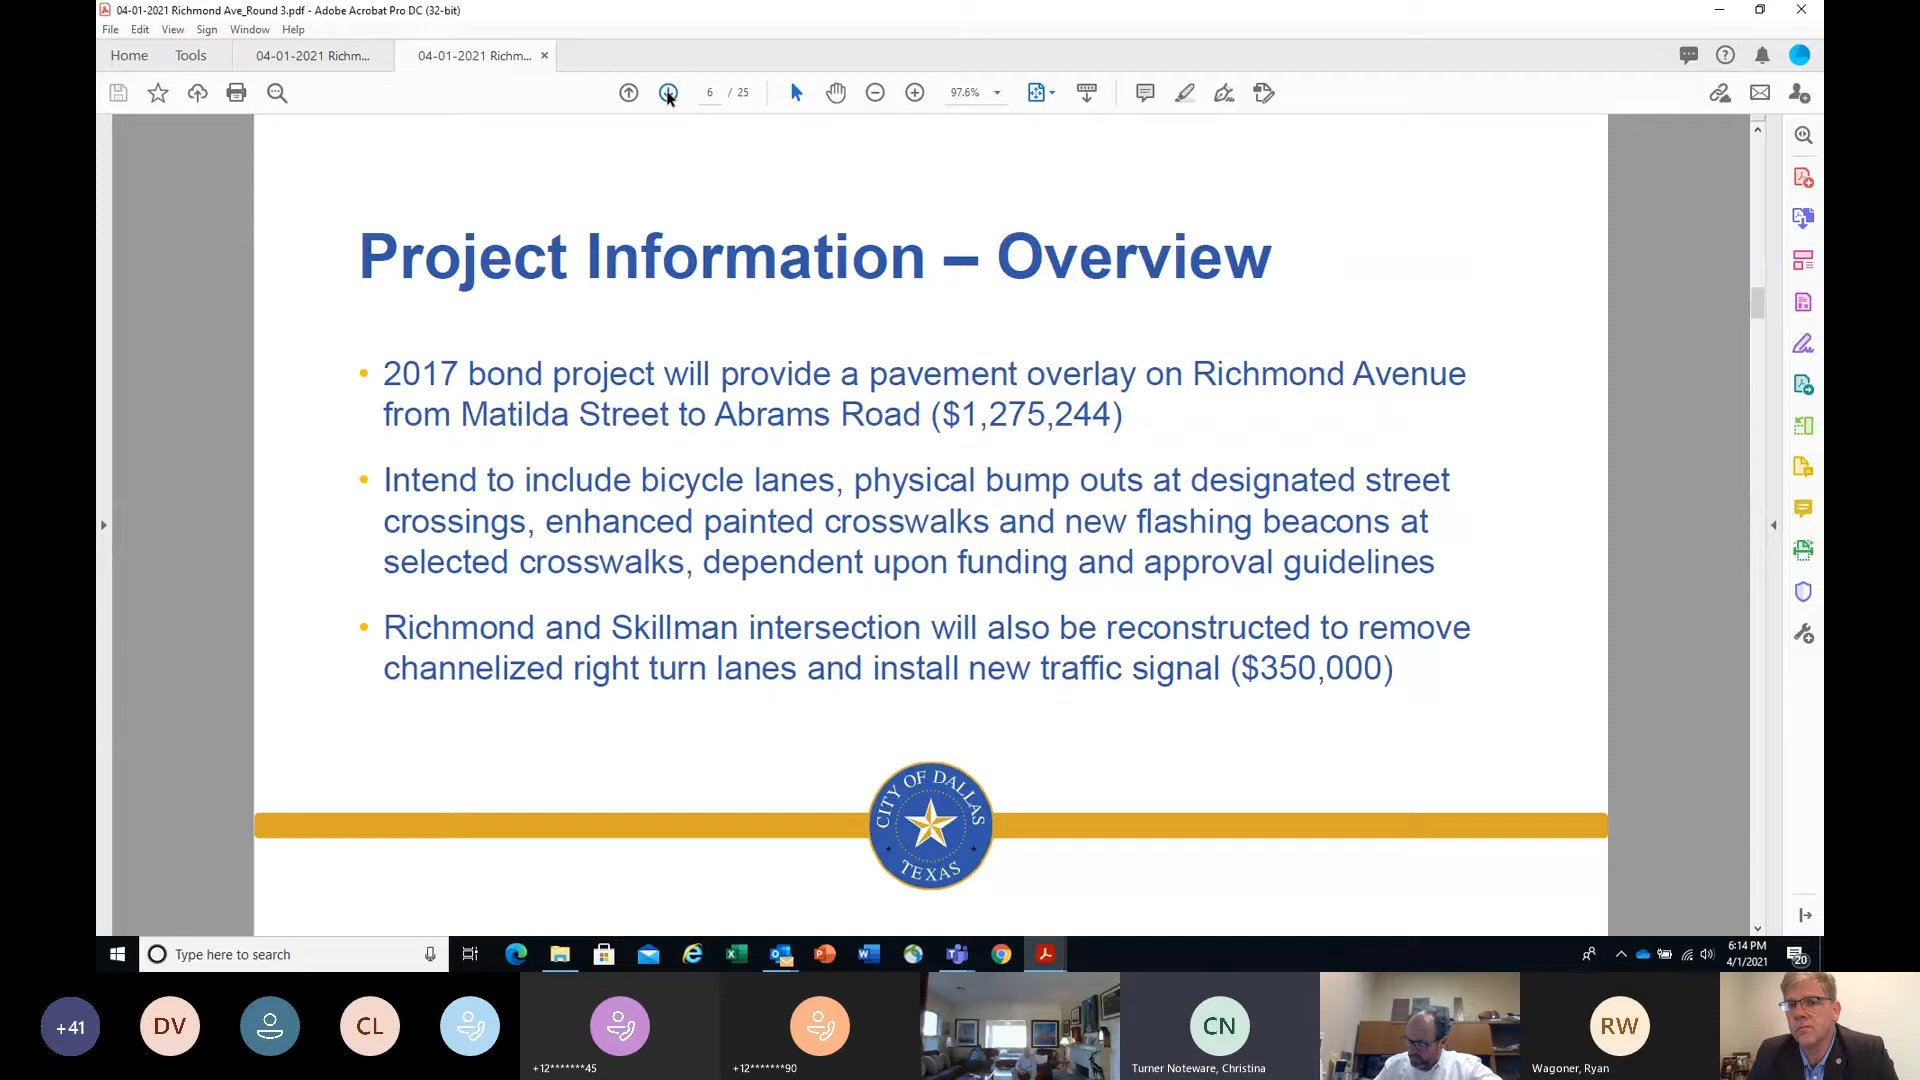 04-01-2021 Richmond Ave_Round 3.pdf - Adobe Acrobat Pro DC (32-bit)
File Edit View Sign Window Help
Home Tools 04-01-2021 Richm... 04-01-2021 Richm... ×
6 / 25 97.6%
Project Information – Overview
• 2017 bond project will provide a pavement overlay on Richmond Avenue
from Matilda Street to Abrams Road ($1,275,244)
• Intend to include bicycle lanes, physical bump outs at designated street
crossings, enhanced painted crosswalks and new flashing beacons at
selected crosswalks, dependent upon funding and approval guidelines
• Richmond and Skillman intersection will also be reconstructed to remove
channelized right turn lanes and install new traffic signal ($350,000)
CITY OF DALLAS
TEXAS
Type here to search
6:14 PM
4/1/2021
20
+41 DV CL CN RW
+12*******45 +12*******90 Turner Noteware, Christina Wagoner, Ryan